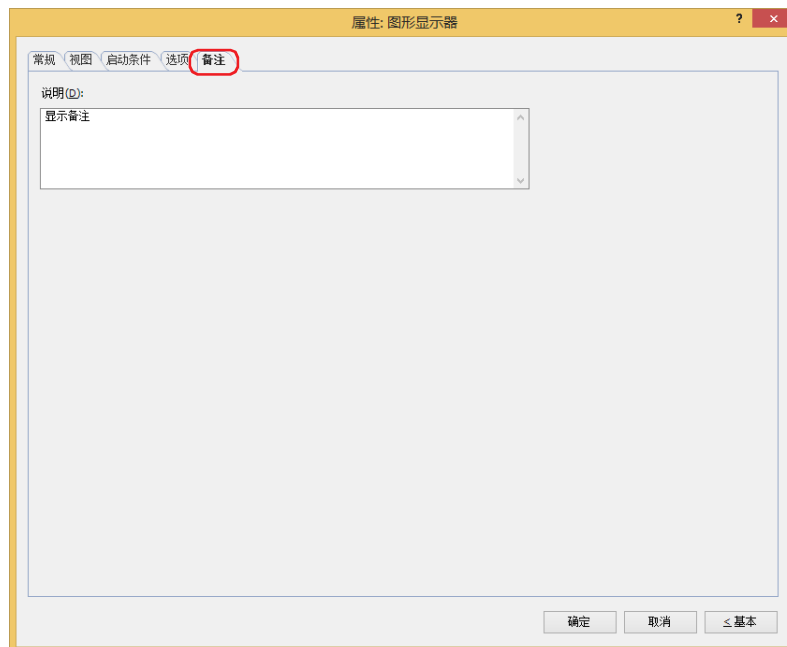 属性: 图形显示器
?
常规 视图 启动条件 选项 备注
说明(D):
显示备注
确定 取消 < 基本